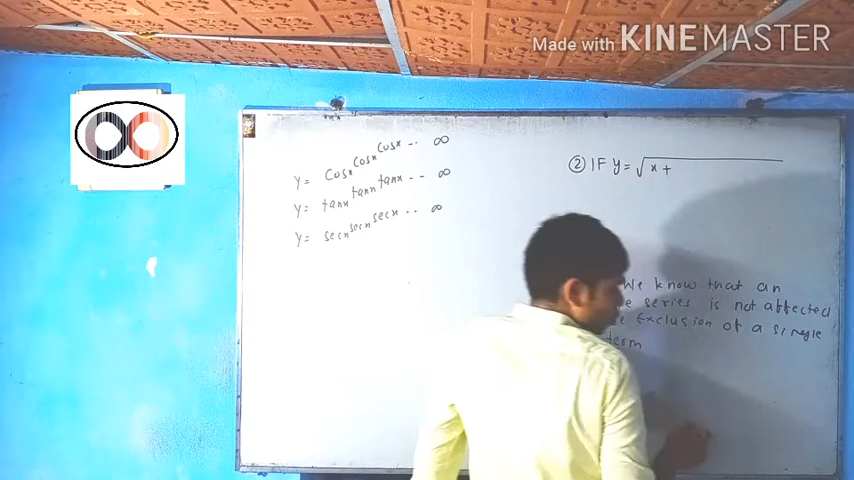 Made with KINEMASTER
y = cosx^cosx^cosx... ∞
y = tanx^tanx^tanx... ∞
y = secx^secx^secx... ∞
② IF y = √x +
We know that an
series is not affected
Exclusion of a single
term